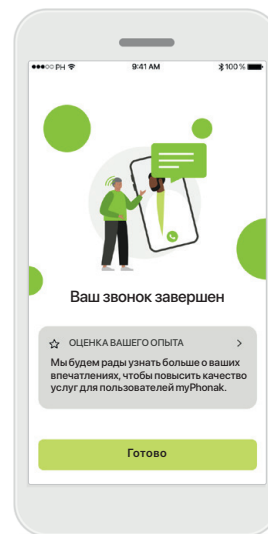 PH 9:41 AM 100 %
Ваш звонок завершен
ОЦЕНКА ВАШЕГО ОПЫТА
Мы будем рады узнать больше о ваших
впечатлениях, чтобы повысить качество
услуг для пользователей myPhonak.
Готово